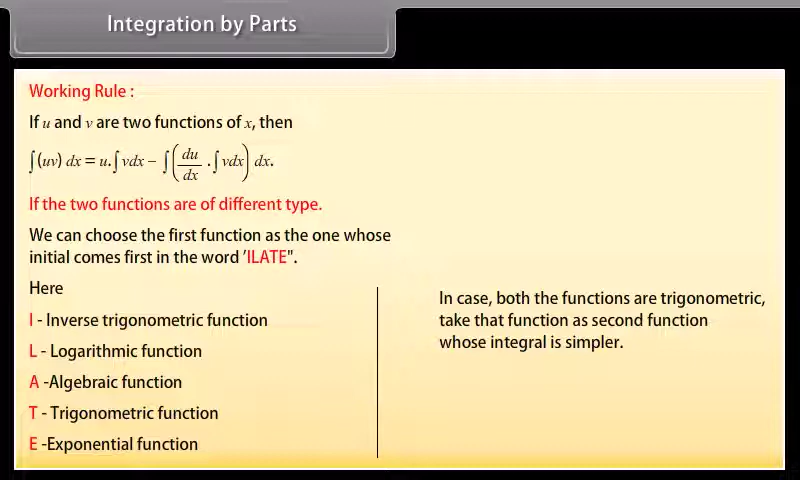 Integration by Parts
Working Rule :
If u and v are two functions of x, then
∫(uv) dx = u.∫vdx − ∫(du/dx .∫vdx) dx.
If the two functions are of different type.
We can choose the first function as the one whose
initial comes first in the word ’ILATE".
Here
I - Inverse trigonometric function
L - Logarithmic function
A -Algebraic function
T - Trigonometric function
E -Exponential function
In case, both the functions are trigonometric,
take that function as second function
whose integral is simpler.